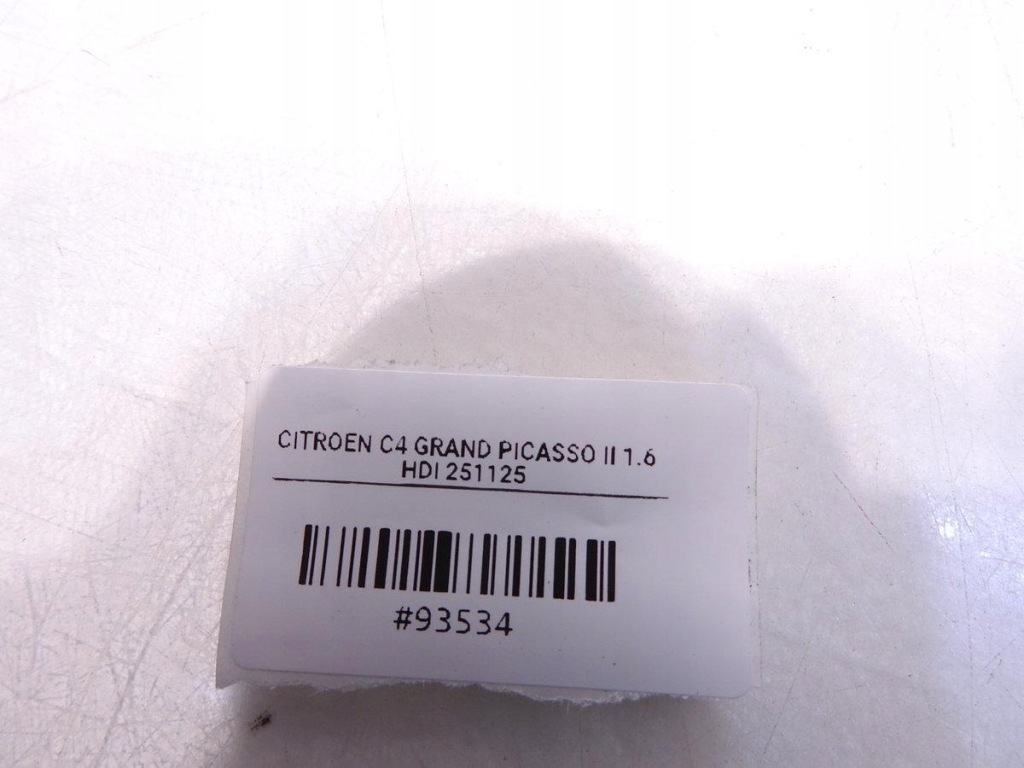 CITROEN C4 GRAND PICASSO II 1.6
HDI 251125
#93534